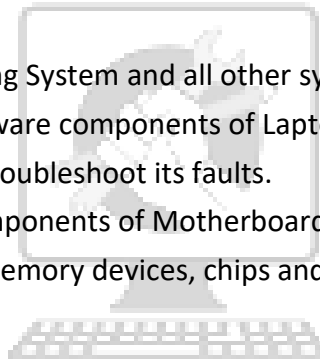 ng System and all other sy
ware components of Lapt
oubleshoot its faults.
ponents of Motherboard
emory devices, chips and